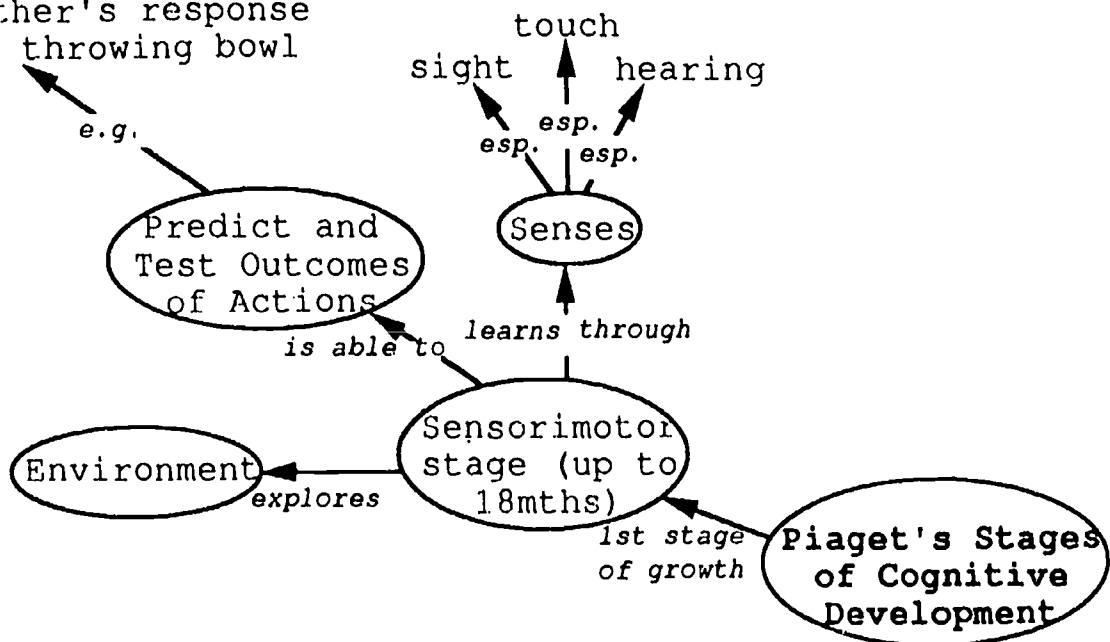 ther's response
throwing bowl
touch
sight
hearing
e.g.
esp.
esp.
esp.
Predict and
Test Outcomes
of Actions
Senses
is able to
learns through
Sensorimotor
stage (up to
18mths)
Environment
explores
1st stage
of growth
Piaget's Stages
of Cognitive
Development